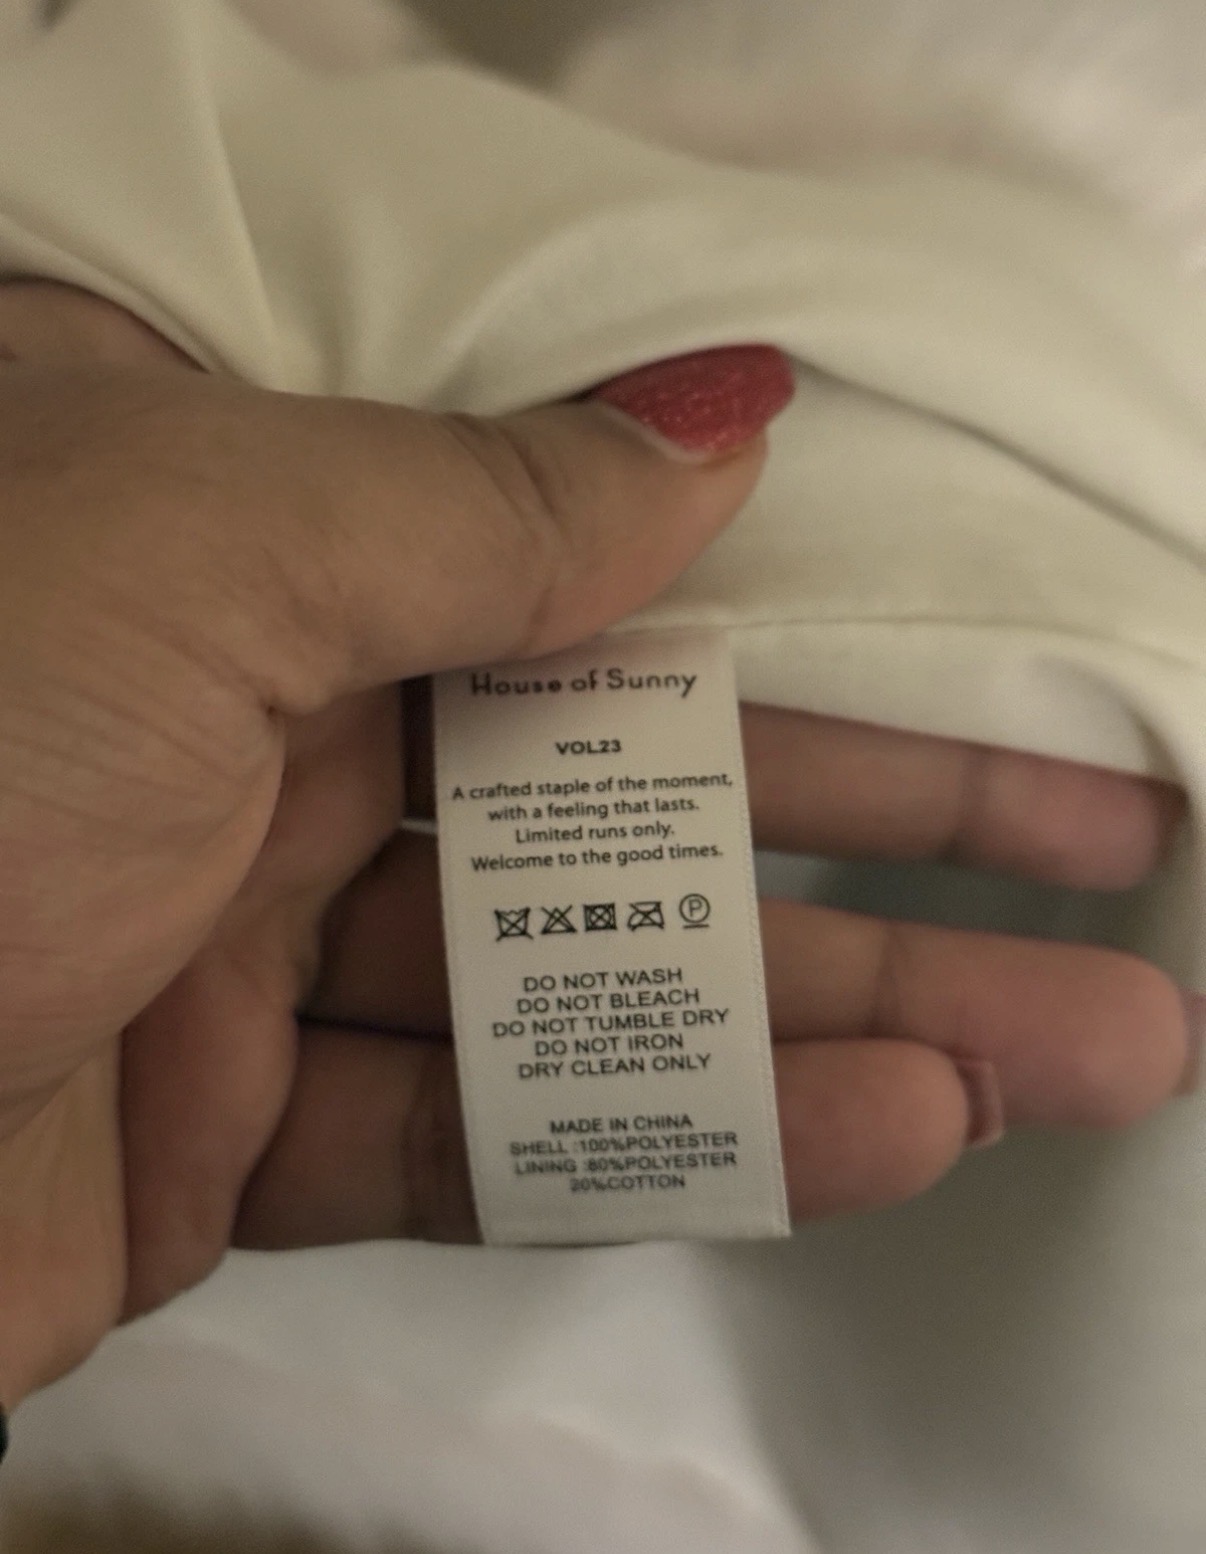 House of Sunny
VOL23
A crafted staple of the moment,
with a feeling that lasts.
Limited runs only.
Welcome to the good times.
P
DO NOT WASH
DO NOT BLEACH
DO NOT TUMBLE DRY
DO NOT IRON
DRY CLEAN ONLY
MADE IN CHINA
SHELL :100%POLYESTER
LINING :80%POLYESTER
20%COTTON